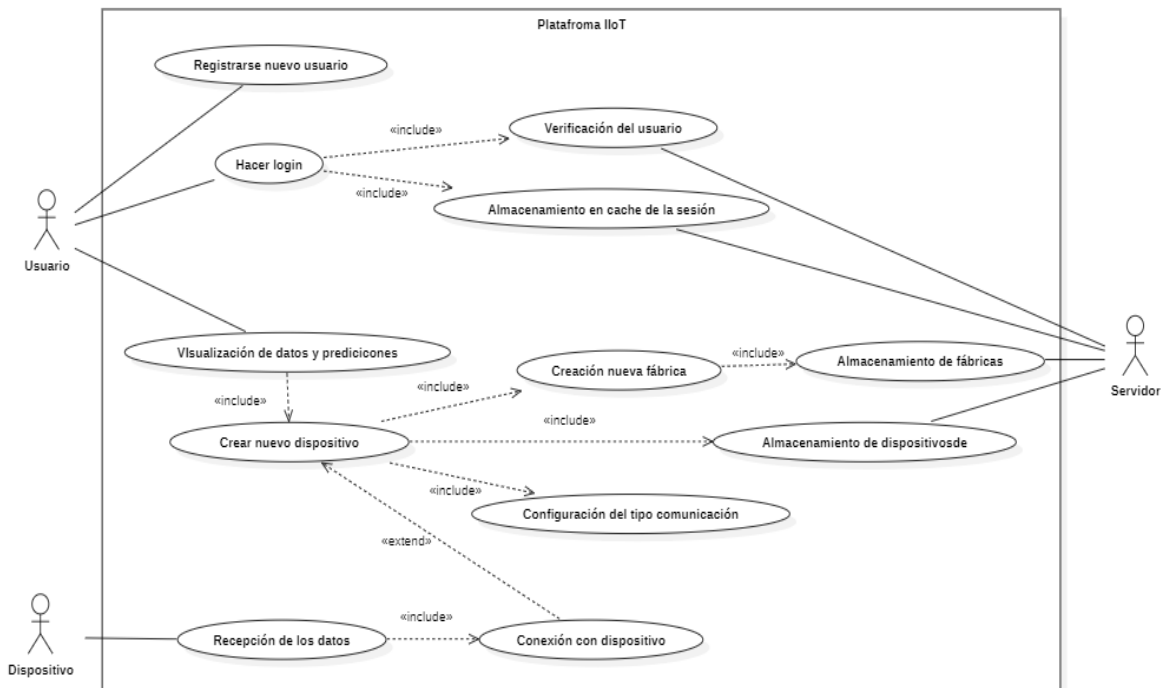 Platafroma IIoT
Registrarse nuevo usuario
«include»
Verificación del usuario
Hacer login
«include»
Almacenamiento en cache de la sesión
Usuario
VIsualización de datos y predicicones
«include»
Creación nueva fábrica
«include»
Almacenamiento de fábricas
Servidor
«include»
«include»
Crear nuevo dispositivo
Almacenamiento de dispositivosde
«include»
Configuración del tipo comunicación
«extend»
«include»
Recepción de los datos
Conexión con dispositivo
Dispositivo